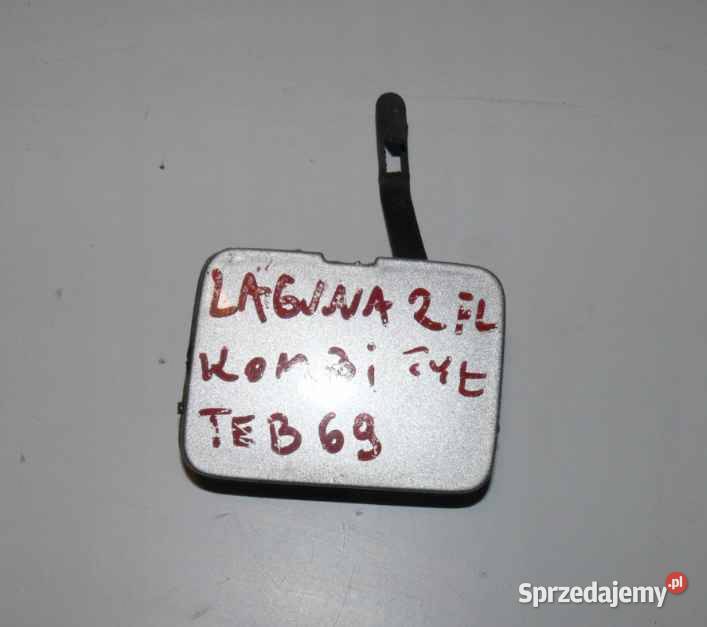 LAGUNA 2 FL
KOMBI TYŁ
TEB69
Sprzedajemy.pl